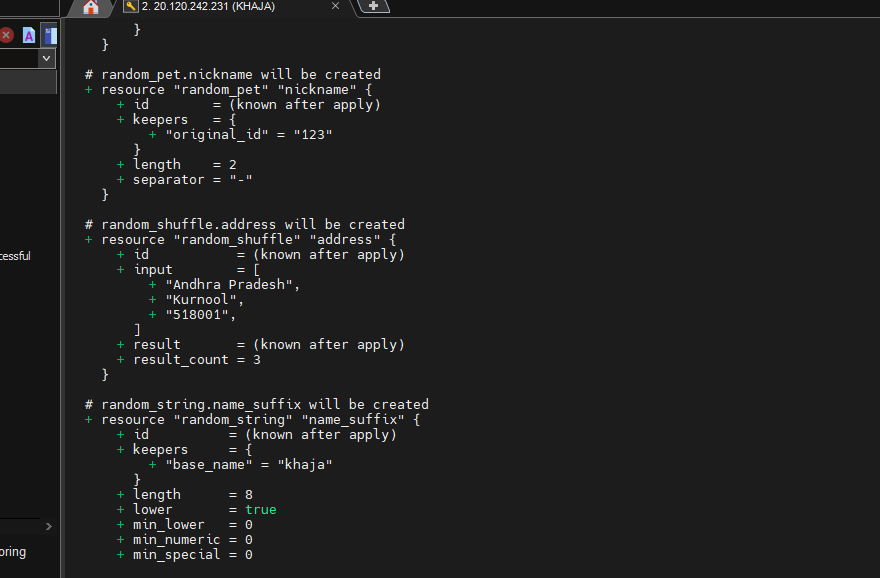 2. 20.120.242.231 (KHAJA)
A
}
}
# random_pet.nickname will be created
+ resource "random_pet" "nickname" {
+ id        = (known after apply)
+ keepers   = {
+ "original_id" = "123"
}
+ length    = 2
+ separator = "-"
}
# random_shuffle.address will be created
+ resource "random_shuffle" "address" {
+ id           = (known after apply)
cessful
+ input        = [
+ "Andhra Pradesh",
+ "Kurnool",
+ "518001",
]
+ result       = (known after apply)
+ result_count = 3
}
# random_string.name_suffix will be created
+ resource "random_string" "name_suffix" {
+ id          = (known after apply)
+ keepers     = {
+ "base_name" = "khaja"
}
+ length      = 8
+ lower       = true
+ min_lower   = 0
+ min_numeric = 0
+ min_special = 0
oring